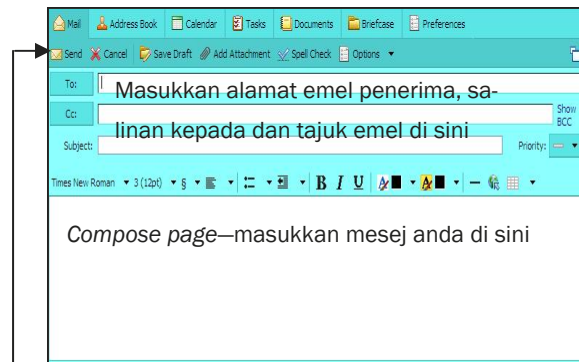 Mail Address Book Calendar Tasks Documents Briefcase Preferences
Send Cancel Save Draft Add Attachment Spell Check Options
To:
Masukkan alamat emel penerima, sa-
Cc:
Show
BCC
linan kepada dan tajuk emel di sini
Subject:
Priority:
Times New Roman 3 (12pt) § B I U
Compose page—masukkan mesej anda di sini